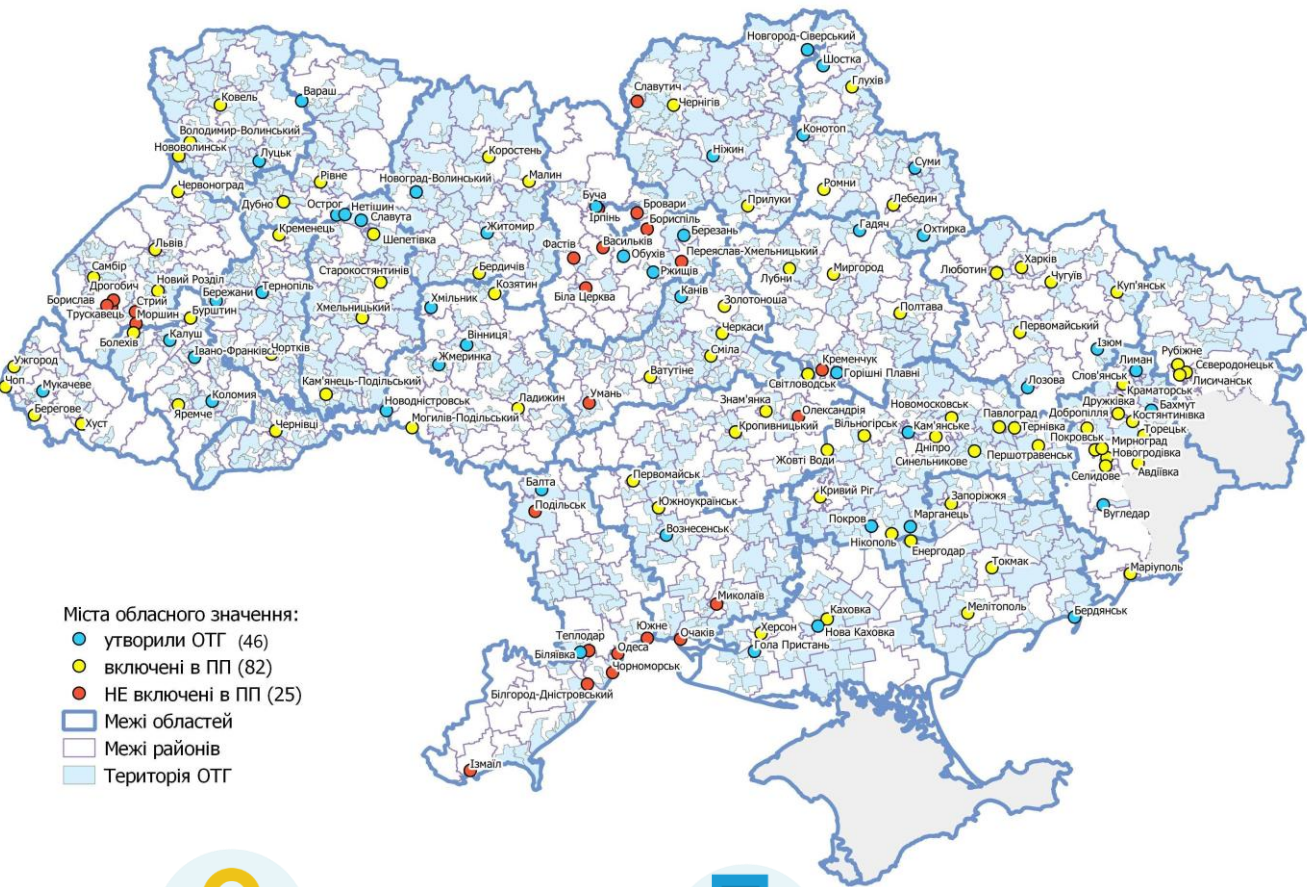 Новгород-Сіверський
Шостка
Глухів
Славутич
Чернігів
Ковель
Вараш
Конотоп
Володимир-Волинський
Нововолинськ
Луцьк
Коростень
Ніжин
Суми
Червоноград
Рівне
Новоград-Волинський
Малин
Ромни
Дубно
Острог
Нетішин
Славута
Буча
Ірпінь
Бровари
Бориспіль
Прилуки
Лебедин
Кременець
Шепетівка
Житомир
Березань
Гадяч
Охтирка
Львів
Фастів
Васильків
Обухів
Переяслав-Хмельницький
Самбір
Дрогобич
Новий Розділ
Старокостянтинів
Бердичів
Ржищів
Лубни
Миргород
Люботин
Харків
Чугуїв
Борислав
Стрий
Бережани
Тернопіль
Козятин
Біла Церква
Канів
Куп'янськ
Трускавець
Моршин
Бурштин
Хмельницький
Хмільник
Золотоноша
Полтава
Болехів
Калуш
Вінниця
Черкаси
Первомайський
Івано-Франківськ
Чортків
Жмеринка
Сміла
Ізюм
Ужгород
Кременчук
Рубіжне
Чоп
Мукачеве
Ватутіне
Світловодськ
Горішні Плавні
Лиман
Сєвєродонецьк
Кам'янець-Подільський
Лозова
Слов'янськ
Лисичанськ
Коломия
Новодністровськ
Ладижин
Умань
Знам'янка
Новомосковськ
Краматорськ
Берегове
Яремче
Могилів-Подільський
Олександрія
Павлоград
Добропілля
Дружківка
Бахмут
Хуст
Чернівці
Кропивницький
Вільногірськ
Кам'янське
Тернівка
Костянтинівка
Дніпро
Торецьк
Жовті Води
Синельникове
Першотравенськ
Покровськ
Мирноград
Новогродівка
Авдіївка
Селидове
Первомайськ
Балта
Подільськ
Южноукраїнськ
Кривий Ріг
Запоріжжя
Вознесенськ
Покров
Марганець
Вугледар
Нікополь
Енергодар
Токмак
Маріуполь
Миколаїв
Каховка
Мелітополь
Бердянськ
Южне
Очаків
Херсон
Нова Каховка
Теплодар
Одеса
Біляївка
Гола Пристань
Чорноморськ
Білгород-Дністровський
Ізмаїл
Міста обласного значення:
утворили ОТГ (46)
включені в ПП (82)
НЕ включені в ПП (25)
Межі областей
Межі районів
Територія ОТГ